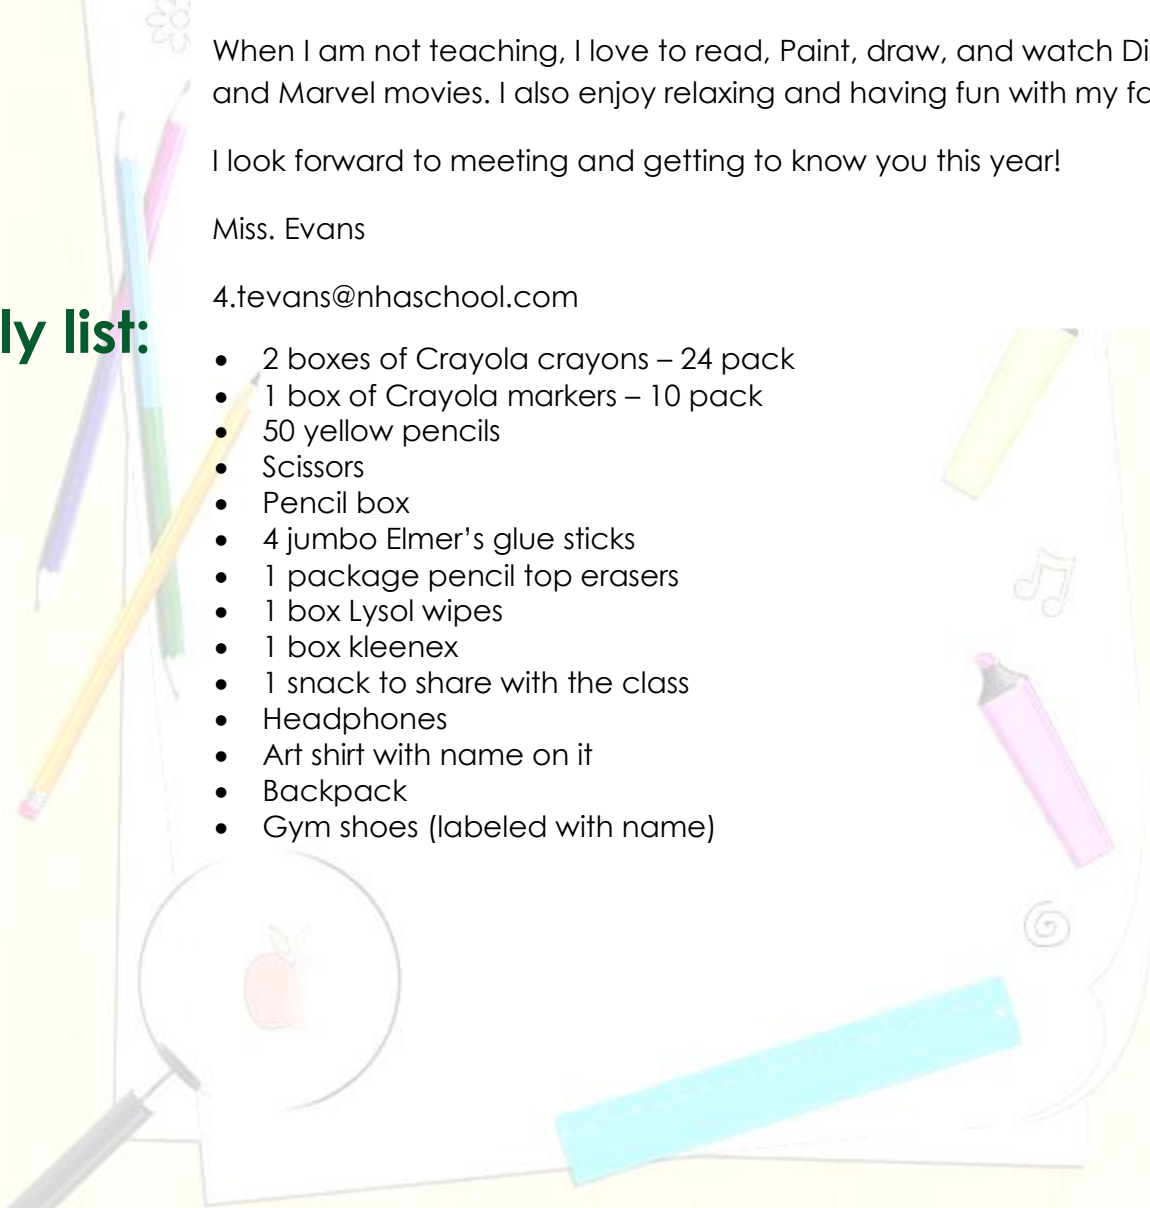 When I am not teaching, I love to read, Paint, draw, and watch
and Marvel movies. I also enjoy relaxing and having fun with my
I look forward to meeting and getting to know you this year!
Miss. Evans
4.tevans@nhaschool.com
list:
• 2 boxes of Crayola crayons – 24 pack
• 1 box of Crayola markers – 10 pack
• 50 yellow pencils
• Scissors
• Pencil box
• 4 jumbo Elmer’s glue sticks
• 1 package pencil top erasers
• 1 box Lysol wipes
• 1 box kleenex
• 1 snack to share with the class
• Headphones
• Art shirt with name on it
• Backpack
• Gym shoes (labeled with name)